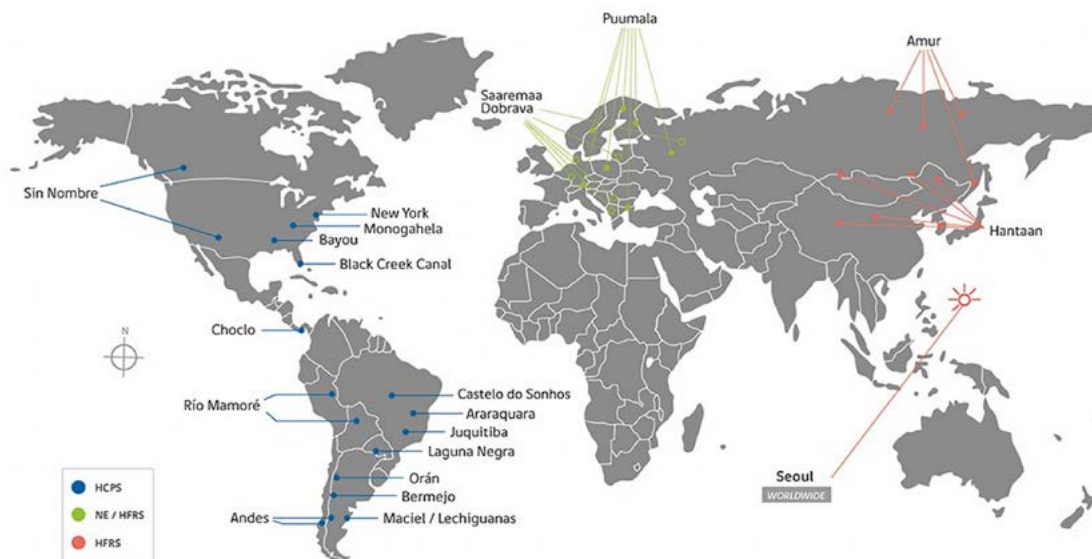 Puumala
Amur
Saaremaa
Dobrava
Sin Nombre
New York
Monogahela
Bayou
Black Creek Canal
Hantaan
Choclo
N
Río Mamoré
Castelo do Sonhos
Araraquara
Juquitiba
Laguna Negra
Orán
Bermejo
Andes
Maciel / Lechiguanas
Seoul
WORLDWIDE
HCPS
NE / HFRS
HFRS